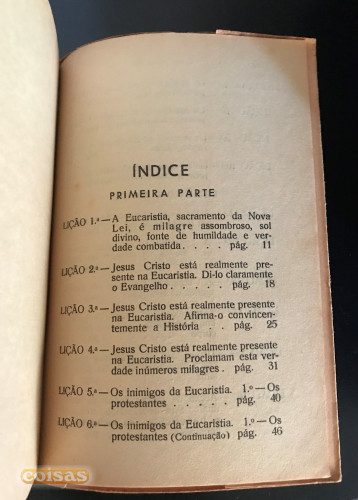 ÍNDICE
PRIMEIRA PARTE
LIÇÃO 1.ª — A Eucaristia, sacramento da Nova
Lei, é milagre assombroso, sol
divino, fonte de humildade e ver-
dade combatida . . . . pág. 11
LIÇÃO 2.ª — Jesus Cristo está realmente pre-
sente na Eucaristia. Di-lo claramente
o Evangelho . . . . . pág. 18
LIÇÃO 3.ª — Jesus Cristo está realmente presente
na Eucaristia. Afirma-o convincen-
temente a História . . pág. 25
LIÇÃO 4.ª — Jesus Cristo está realmente presente
na Eucaristia. Proclamam esta ver-
dade inúmeros milagres. pág. 31
LIÇÃO 5.ª — Os inimigos da Eucaristia. 1.º — Os
protestantes . . . . . pág. 40
LIÇÃO 6.ª — Os inimigos da Eucaristia. 1.º — Os
protestantes (Continuação) pág. 46
coisas